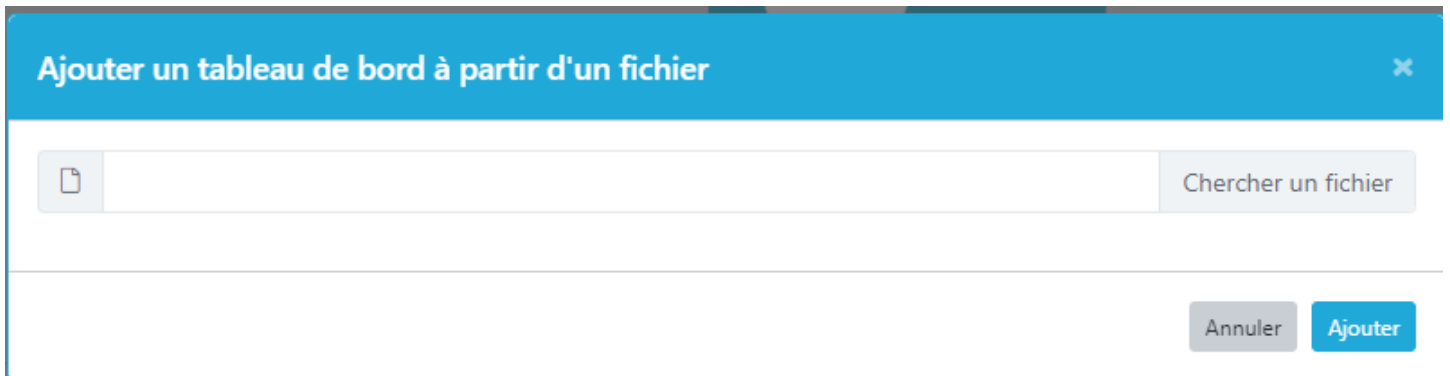 Ajouter un tableau de bord à partir d'un fichier
Chercher un fichier
Annuler
Ajouter